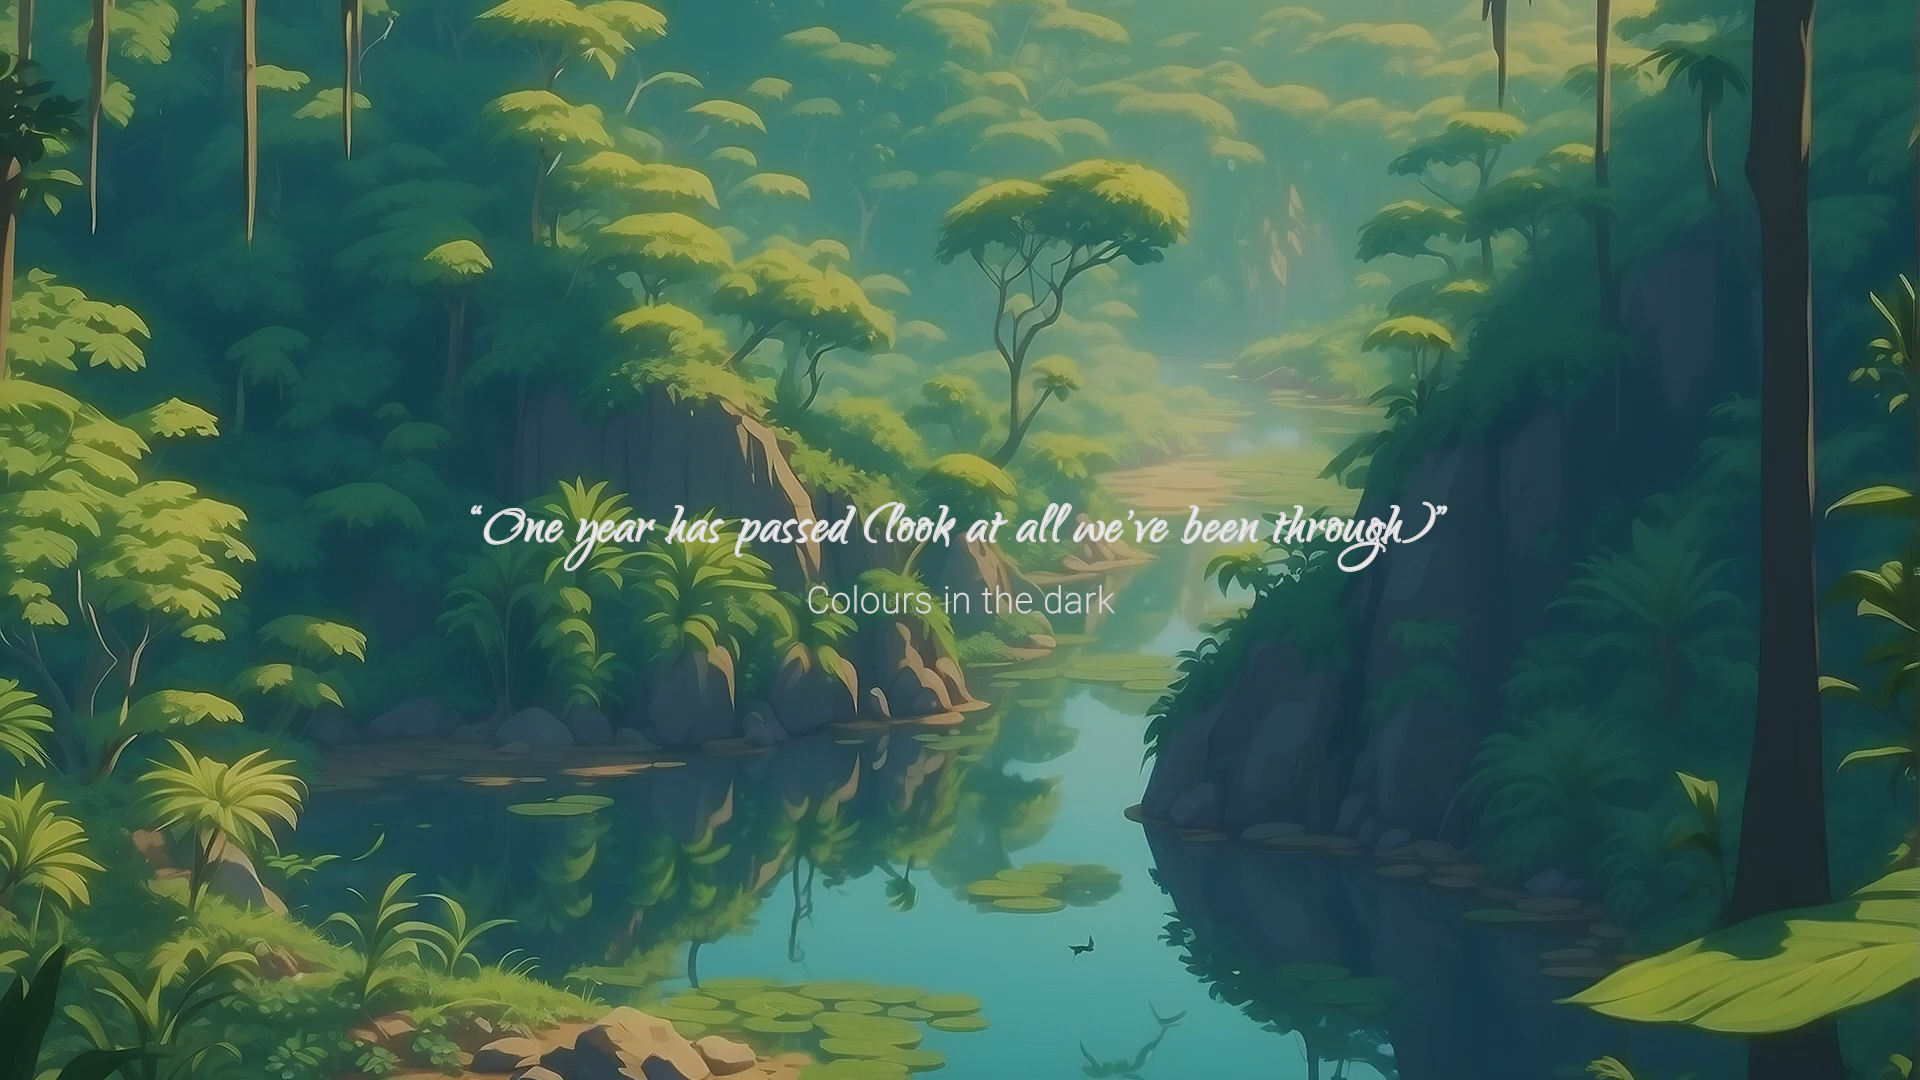 “One year has passed (look at all we’ve been through)”
Colours in the dark